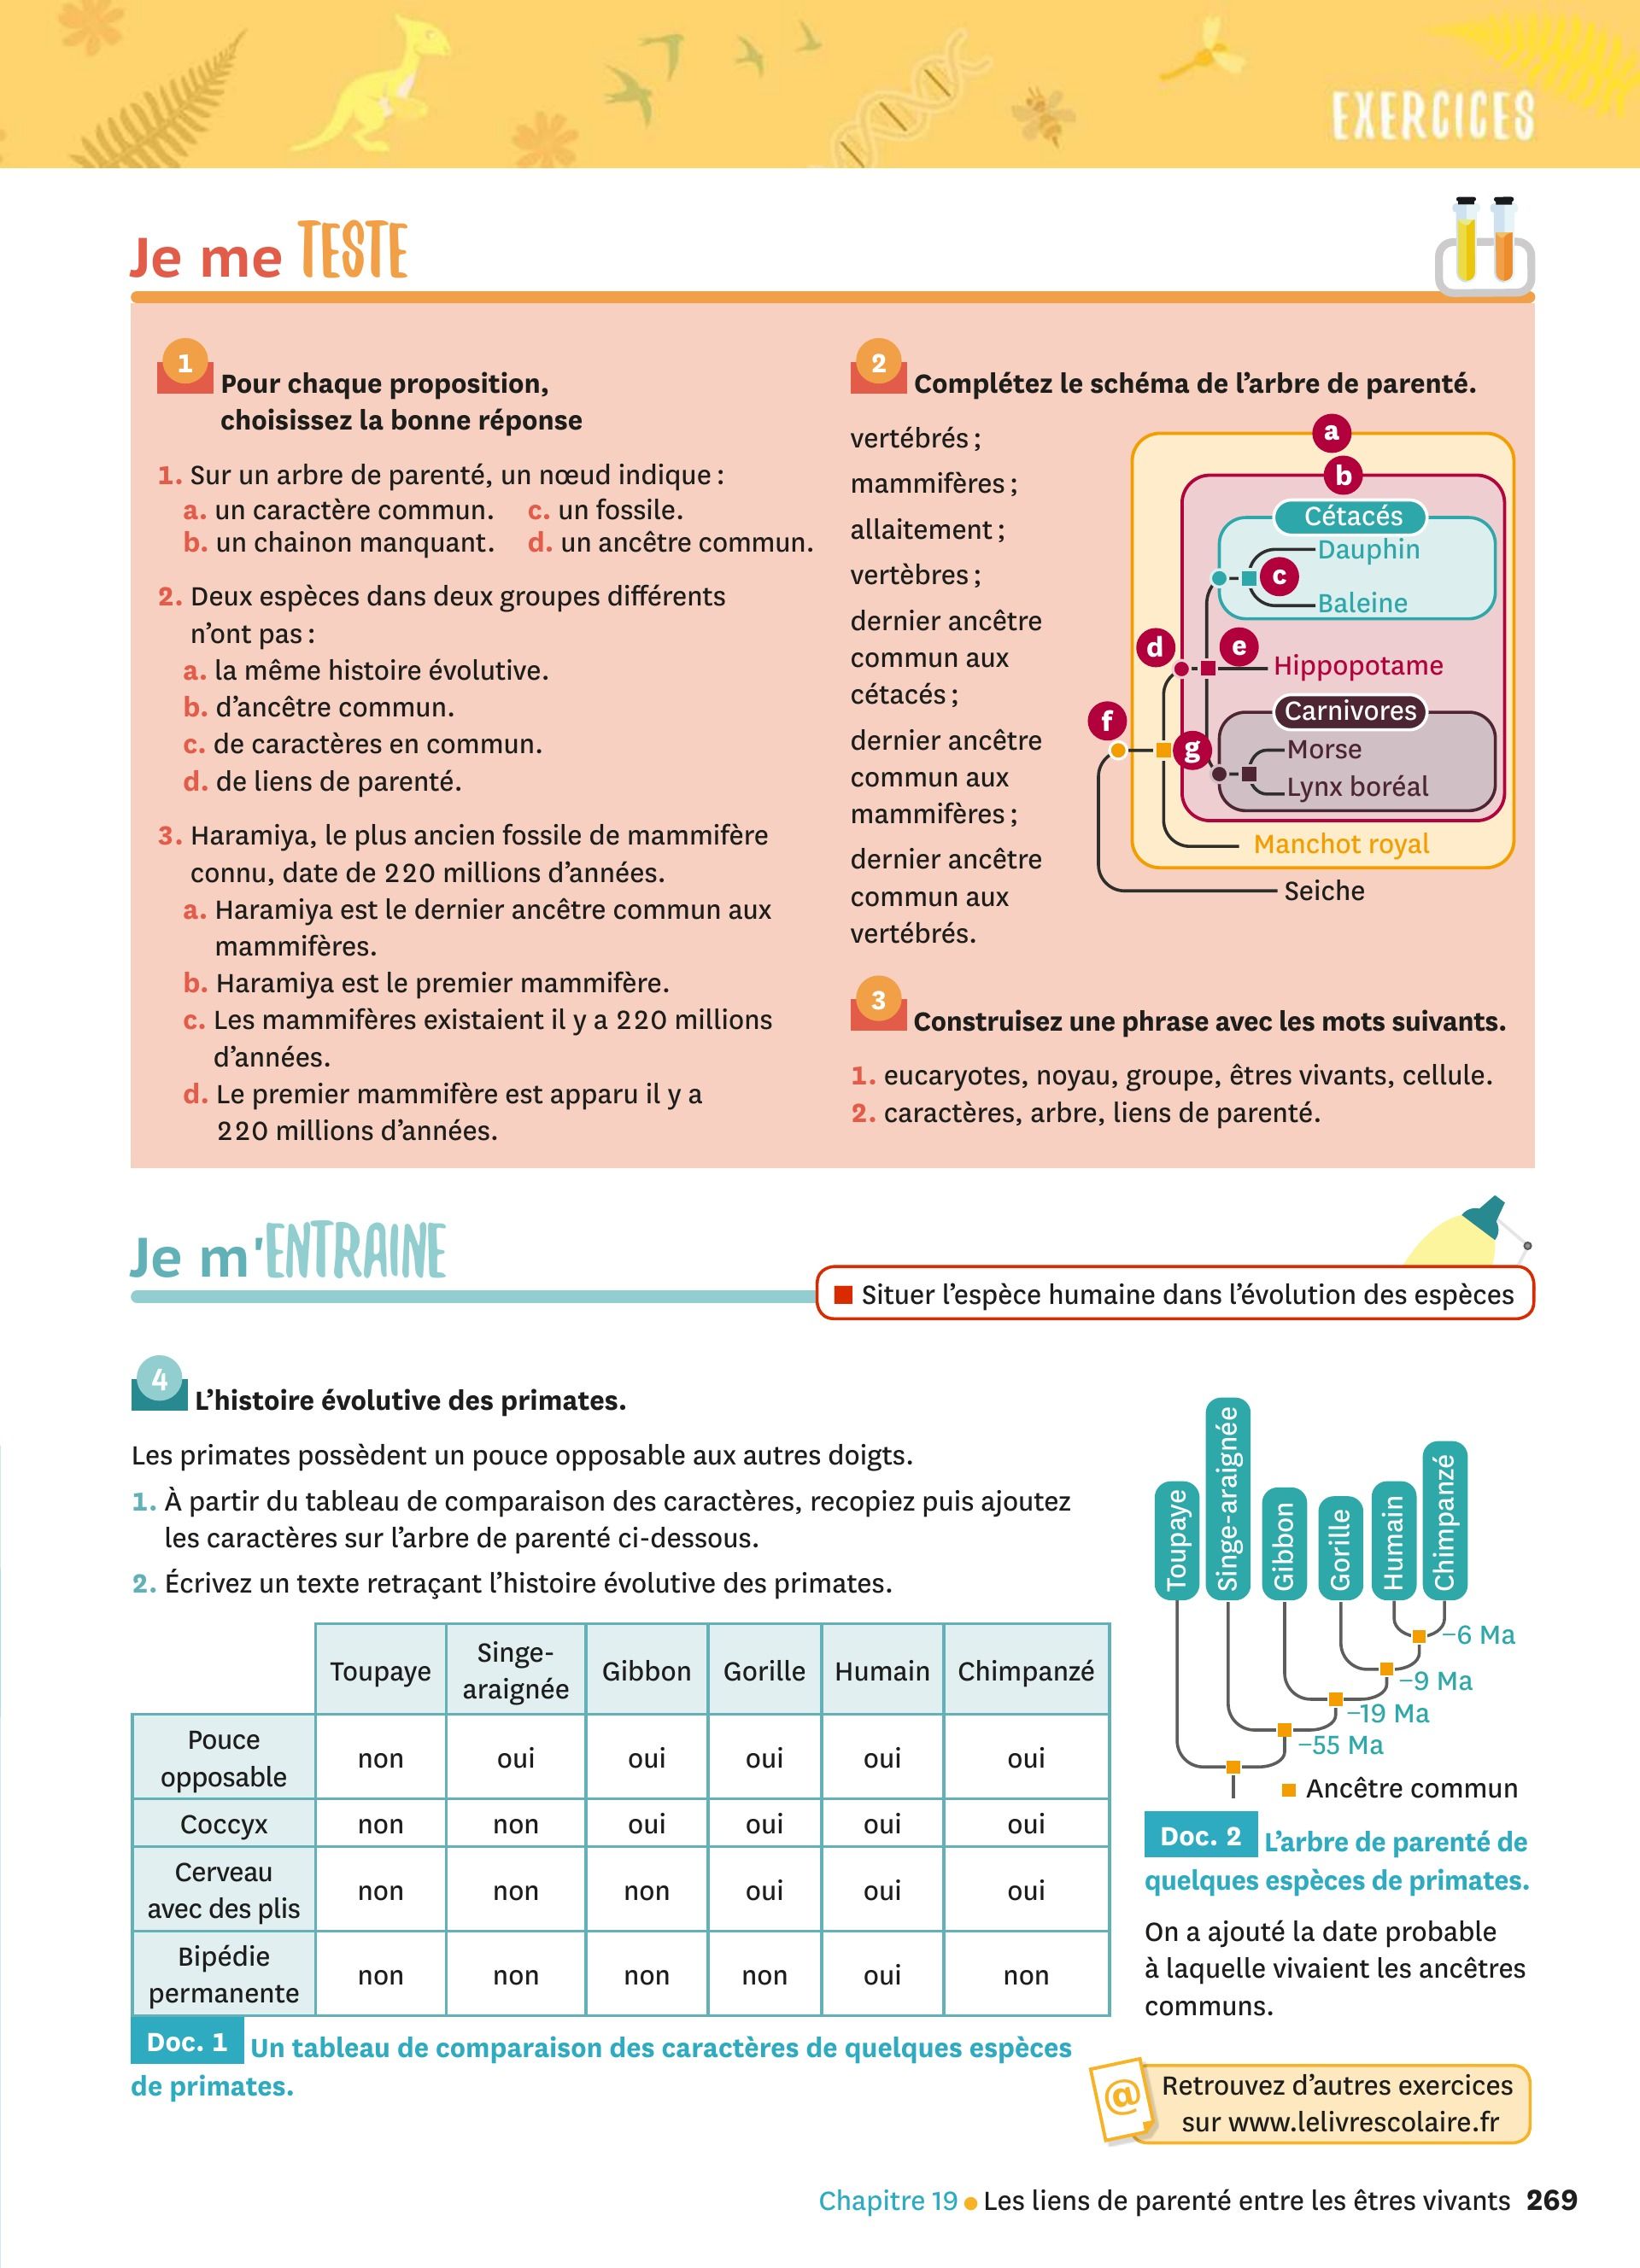 EXERCICES
Je me TESTE
1
Pour chaque proposition,
choisissez la bonne réponse
1. Sur un arbre de parenté, un nœud indique :
a. un caractère commun. c. un fossile.
b. un chainon manquant. d. un ancêtre commun.
2. Deux espèces dans deux groupes différents
n'ont pas :
a. la même histoire évolutive.
b. d'ancêtre commun.
c. de caractères en commun.
d. de liens de parenté.
3. Haramiya, le plus ancien fossile de mammifère
connu, date de 220 millions d'années.
a. Haramiya est le dernier ancêtre commun aux
mammifères.
b. Haramiya est le premier mammifère.
c. Les mammifères existaient il y a 220 millions
d'années.
d. Le premier mammifère est apparu il y a
220 millions d'années.
2
Complétez le schéma de l'arbre de parenté.
vertébrés ;
mammifères ;
allaitement ;
vertèbres ;
dernier ancêtre
commun aux
cétacés ;
dernier ancêtre
commun aux
mammifères ;
dernier ancêtre
commun aux
vertébrés.
a
b
Cétacés
Dauphin
c
Baleine
d
e
Hippopotame
Carnivores
f
g
Morse
Lynx boréal
Manchot royal
Seiche
3
Construisez une phrase avec les mots suivants.
1. eucaryotes, noyau, groupe, êtres vivants, cellule.
2. caractères, arbre, liens de parenté.
Je m'ENTRAINE
Situer l'espèce humaine dans l'évolution des espèces
4
L'histoire évolutive des primates.
Les primates possèdent un pouce opposable aux autres doigts.
1. À partir du tableau de comparaison des caractères, recopiez puis ajoutez
les caractères sur l'arbre de parenté ci-dessous.
2. Écrivez un texte retraçant l'histoire évolutive des primates.
Toupaye Singe-araignée Gibbon Gorille Humain Chimpanzé
Pouce opposable non oui oui oui oui oui
Coccyx non non oui oui oui oui
Cerveau avec des plis non non non oui oui oui
Bipédie permanente non non non non oui non
Doc. 1 Un tableau de comparaison des caractères de quelques espèces
de primates.
Toupaye
Singe-araignée
Gibbon
Gorille
Humain
Chimpanzé
–6 Ma
–9 Ma
–19 Ma
–55 Ma
Ancêtre commun
Doc. 2 L'arbre de parenté de
quelques espèces de primates.
On a ajouté la date probable
à laquelle vivaient les ancêtres
communs.
@
Retrouvez d'autres exercices
sur www.lelivrescolaire.fr
Chapitre 19 ● Les liens de parenté entre les êtres vivants 269